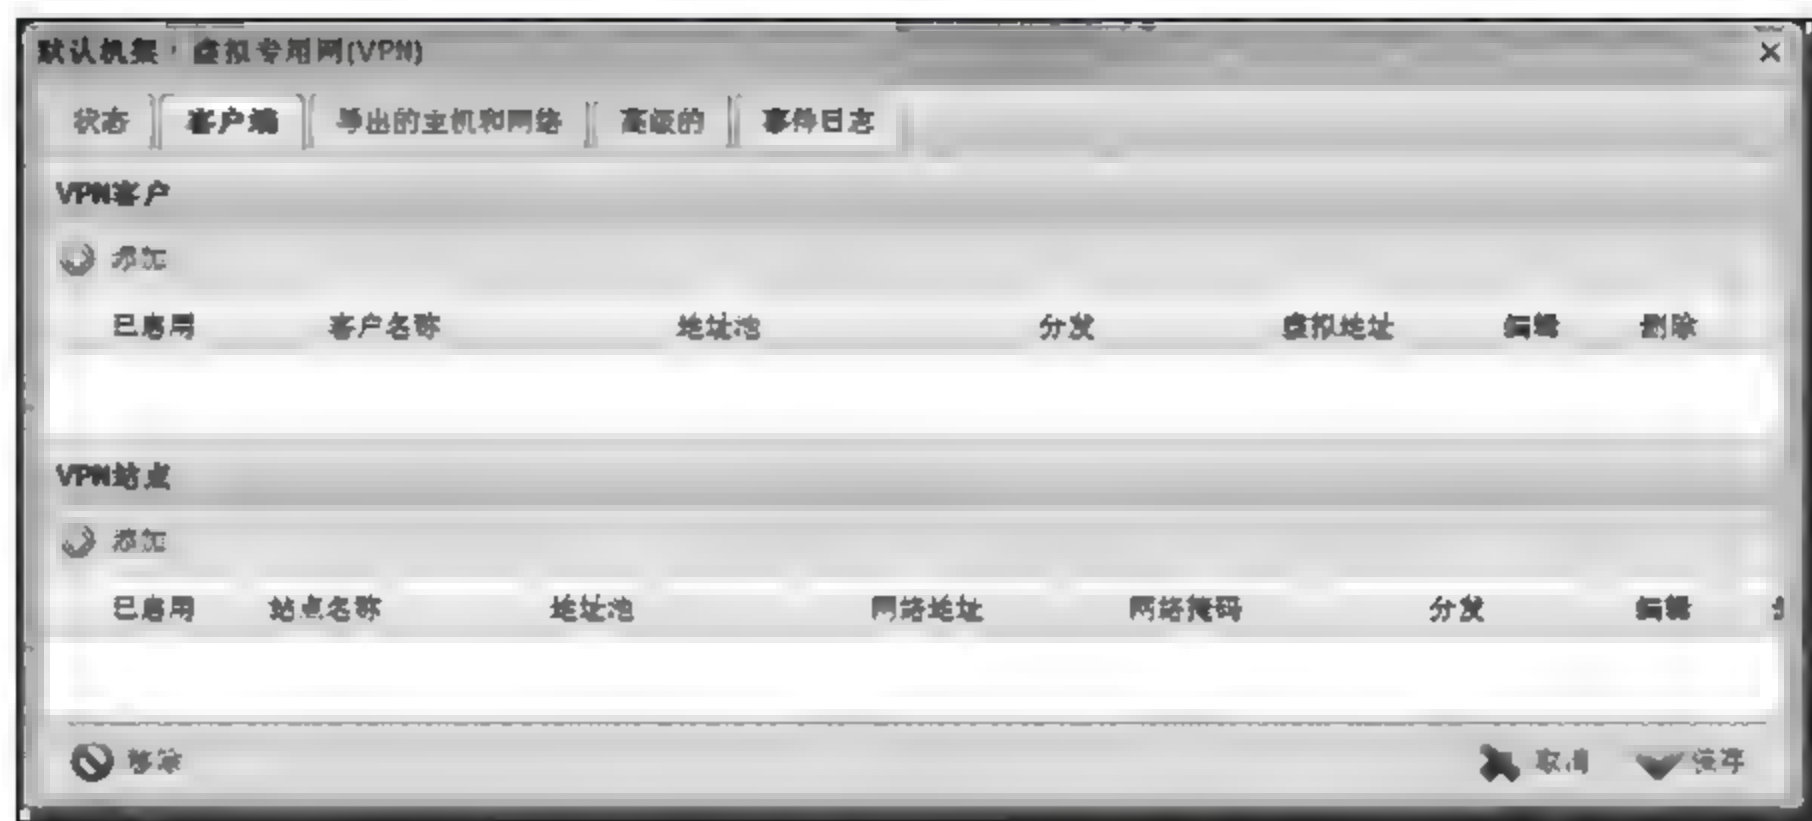 默认机架 · 虚拟专用网(VPN)
状态 客户端 导出的主机和网络 高级的 事件日志
VPN客户
添加
已启用 客户名称 地址池 分发 虚拟地址 编辑 删除
VPN站点
添加
已启用 站点名称 地址池 网络地址 网络掩码 分发 编辑
移除 取消 保存